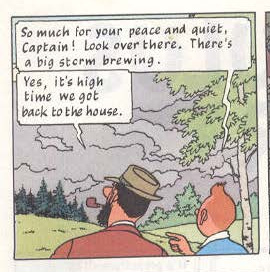 So much for your peace and quiet,
Captain! Look over there. There's
a big storm brewing.
Yes, it's high
time we got
back to the house.